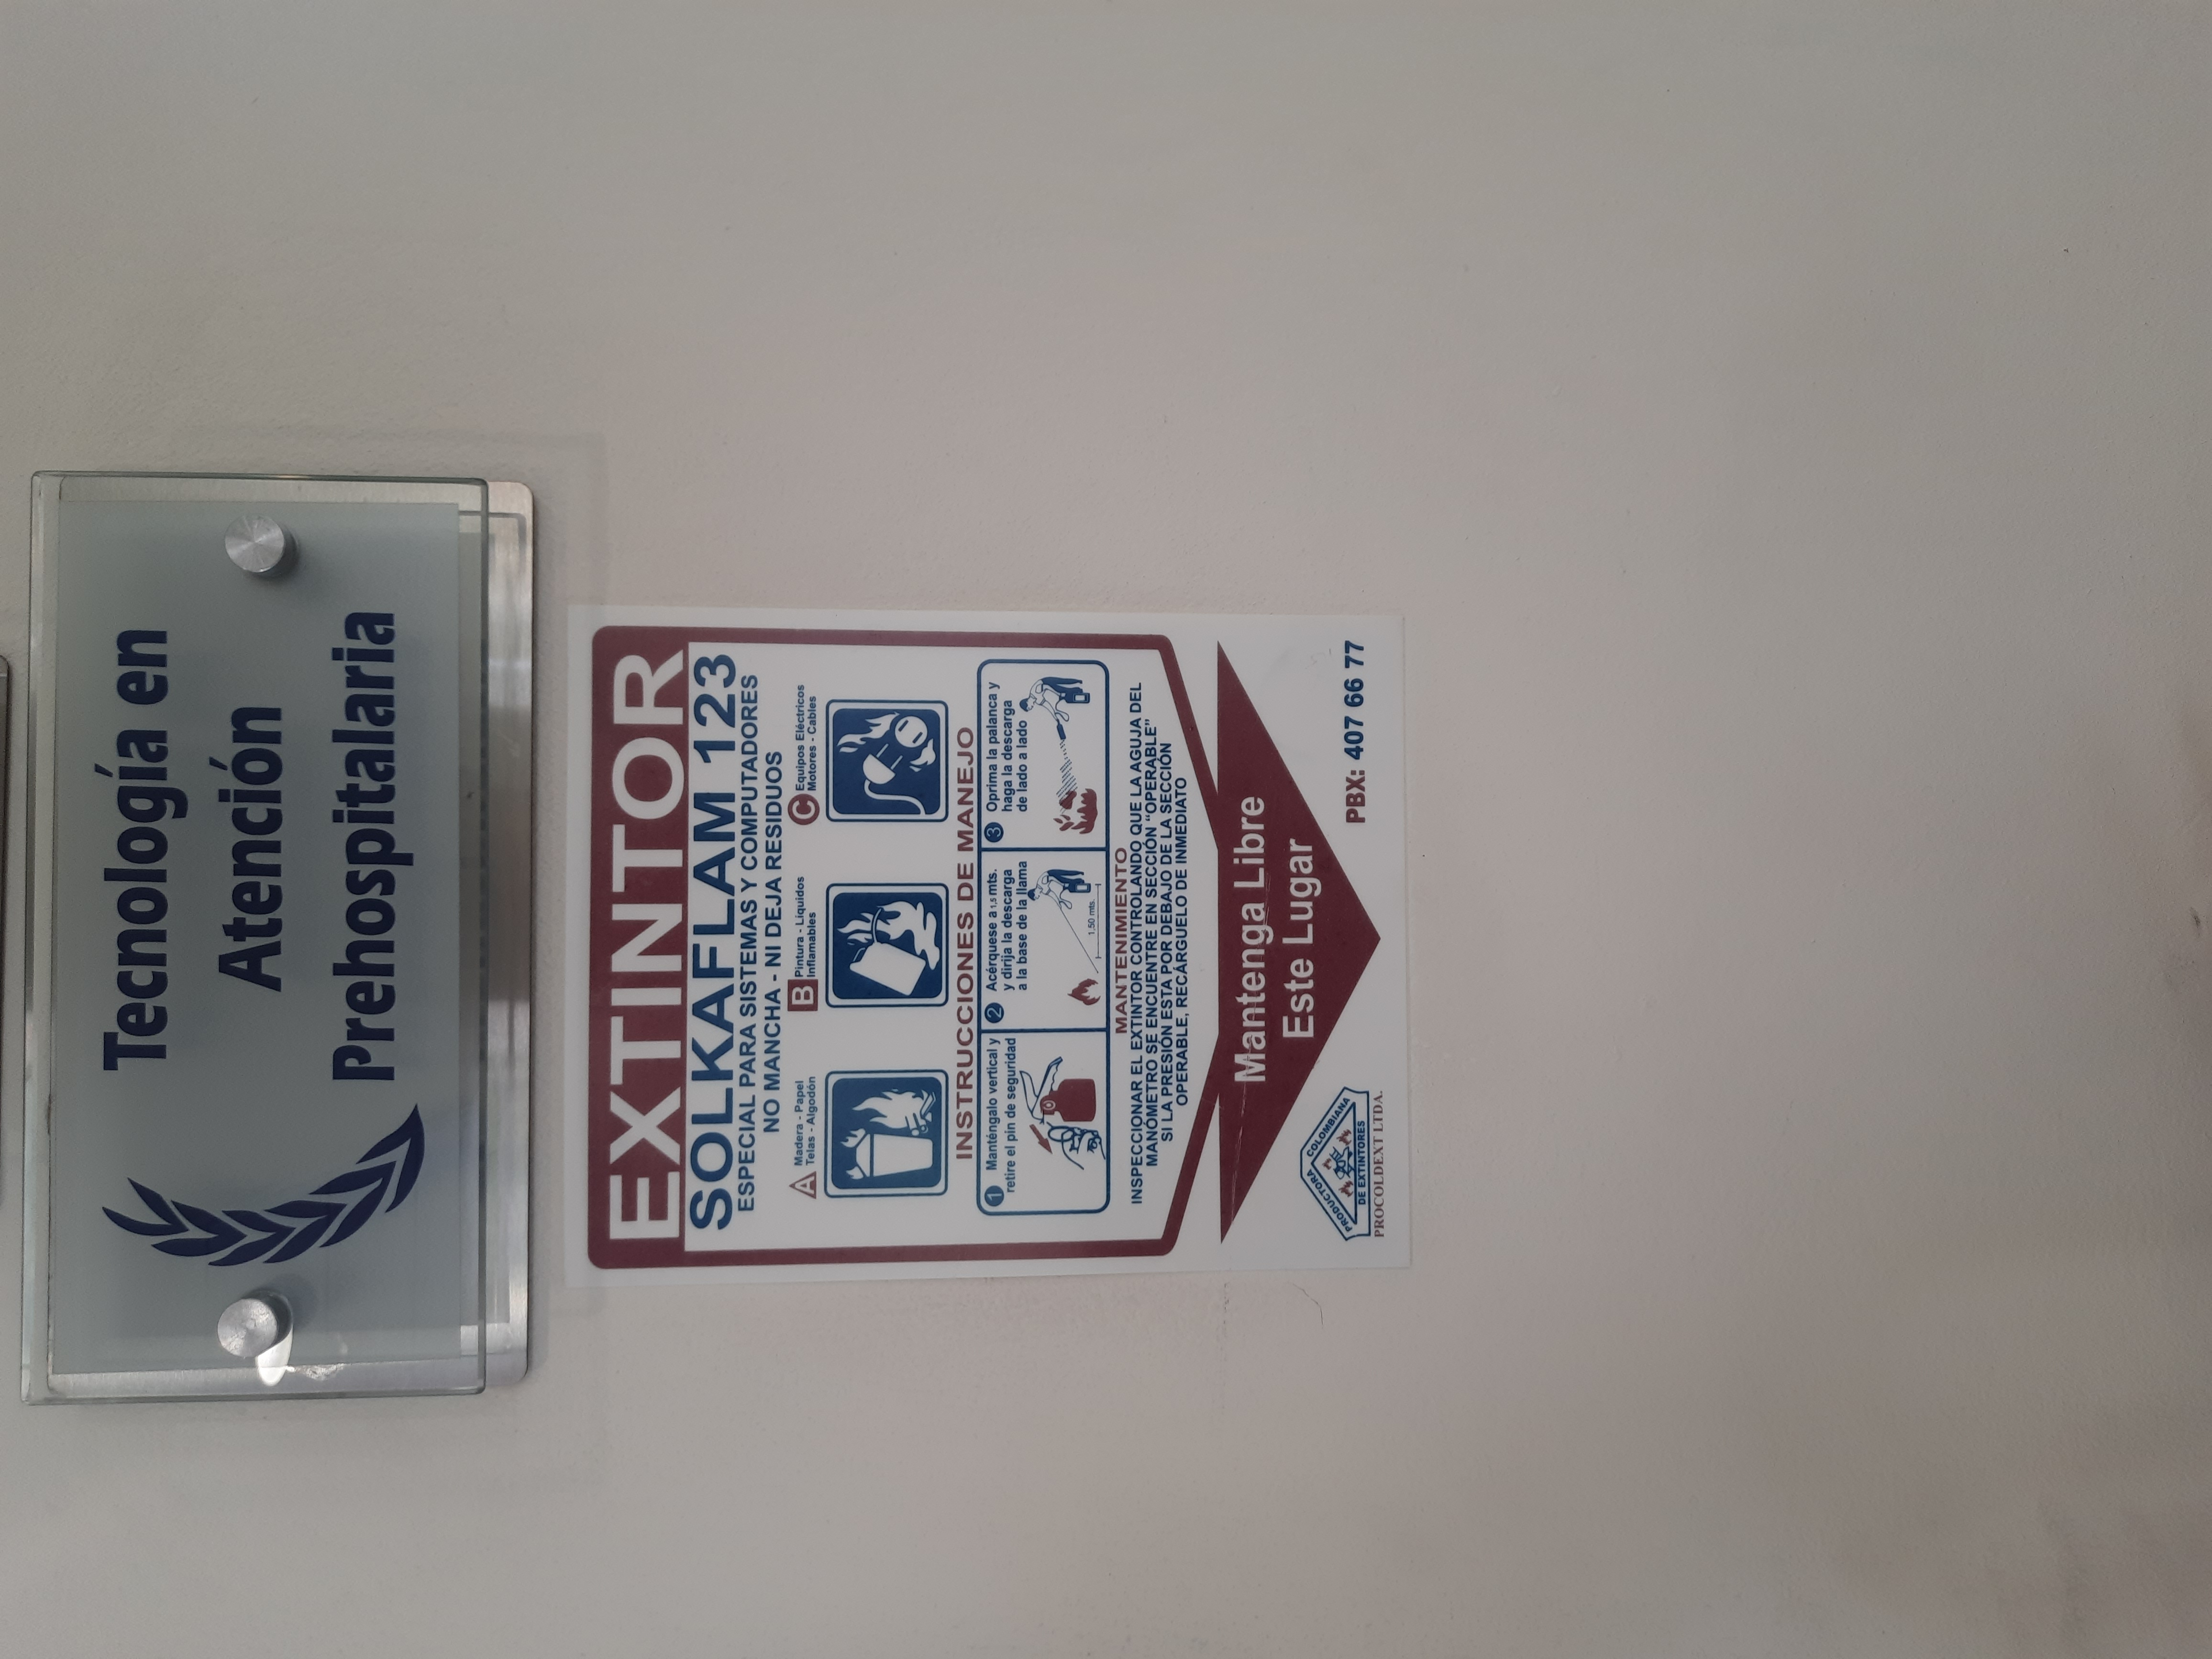 Tecnología en
Atención
Prehospitalaria
EXTINTOR
SOLKAFLAM 123
ESPECIAL PARA SISTEMAS Y COMPUTADORES
NO MANCHA - NI DEJA RESIDUOS
A Madera - Papel
Telas - Algodón
B Pintura - Líquidos
Inflamables
C Equipos Eléctricos
Motores - Cables
INSTRUCCIONES DE MANEJO
1 Manténgalo vertical y
retire el pin de seguridad
2 Acérquese a 1,5 mts.
y dirija la descarga
a la base de la llama
1,50 mts.
3 Oprima la palanca y
haga la descarga
de lado a lado
MANTENIMIENTO
INSPECCIONAR EL EXTINTOR CONTROLANDO QUE LA AGUJA DEL
MANÓMETRO SE ENCUENTRE EN SECCIÓN “OPERABLE”
SI LA PRESIÓN ESTA POR DEBAJO DE LA SECCIÓN
OPERABLE, RECÁRGUELO DE INMEDIATO
Mantenga Libre
Este Lugar
PRODUCTORA COLOMBIANA
DE EXTINTORES
PROCOLDEXT LTDA.
PBX: 407 66 77